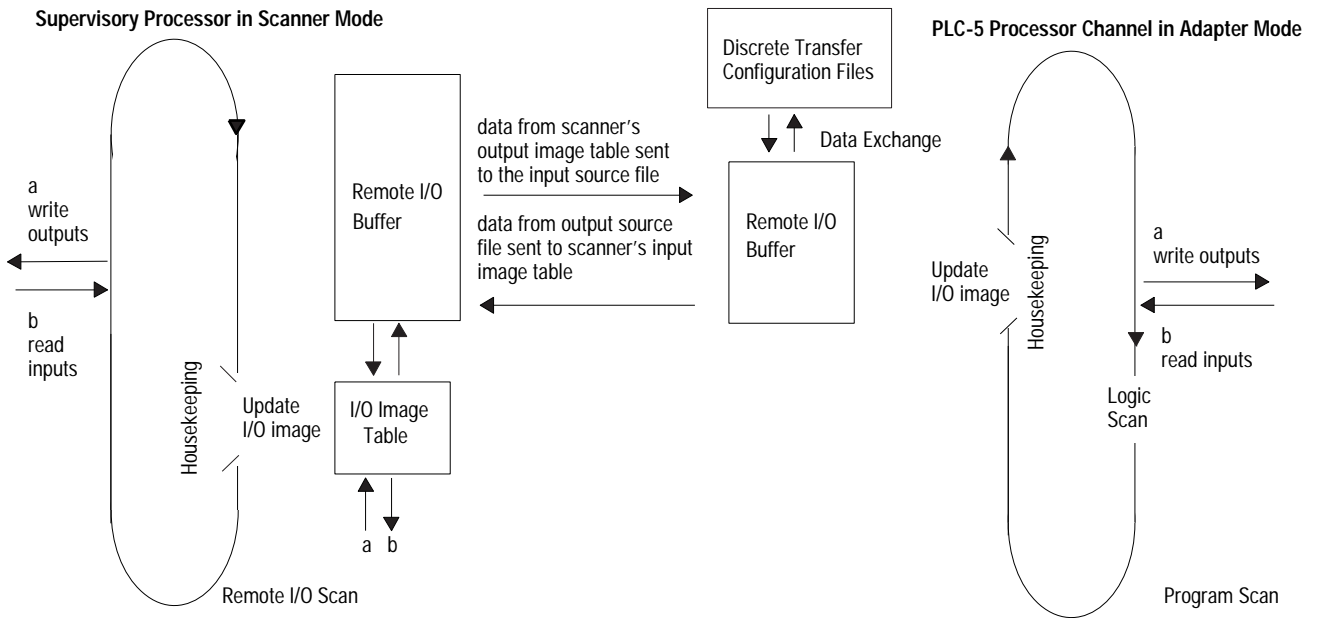 Supervisory Processor in Scanner Mode
a
write
outputs
b
read
inputs
Housekeeping
Update
I/O image
Remote I/O Scan
Remote I/O
Buffer
I/O Image
Table
a b
data from scanner's
output image table sent
to the input source file
data from output source
file sent to scanner's input
image table
Discrete Transfer
Configuration Files
Data Exchange
Remote I/O
Buffer
PLC-5 Processor Channel in Adapter Mode
Update
I/O image
Housekeeping
a
write outputs
b
read inputs
Logic
Scan
Program Scan